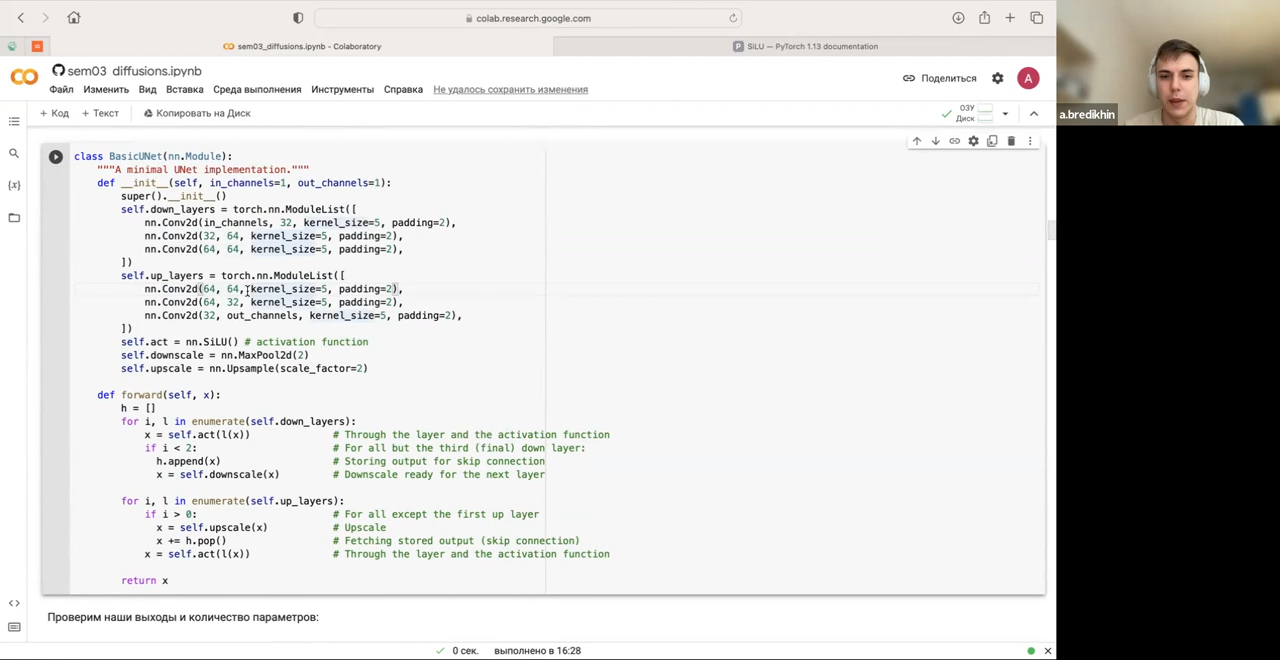 colab.research.google.com
sem03_diffusions.ipynb - Colaboratory
SiLU — PyTorch 1.13 documentation
sem03 diffusions.ipynb
Поделиться
A
Файл Изменить Вид Вставка Среда выполнения Инструменты Справка Не удалось сохранить изменения
+ Код + Текст Копировать на Диск
ОЗУ
Диск
a.bredikhin
class BasicUNet(nn.Module):
"""A minimal UNet implementation."""
def __init__(self, in_channels=1, out_channels=1):
super().__init__()
self.down_layers = torch.nn.ModuleList([
nn.Conv2d(in_channels, 32, kernel_size=5, padding=2),
nn.Conv2d(32, 64, kernel_size=5, padding=2),
nn.Conv2d(64, 64, kernel_size=5, padding=2),
])
self.up_layers = torch.nn.ModuleList([
nn.Conv2d(64, 64, kernel_size=5, padding=2),
nn.Conv2d(64, 32, kernel_size=5, padding=2),
nn.Conv2d(32, out_channels, kernel_size=5, padding=2),
])
self.act = nn.SiLU() # activation function
self.downscale = nn.MaxPool2d(2)
self.upscale = nn.Upsample(scale_factor=2)
def forward(self, x):
h = []
for i, l in enumerate(self.down_layers):
x = self.act(l(x)) # Through the layer and the activation function
if i < 2: # For all but the third (final) down layer:
h.append(x) # Storing output for skip connection
x = self.downscale(x) # Downscale ready for the next layer
for i, l in enumerate(self.up_layers):
if i > 0: # For all except the first up layer
x = self.upscale(x) # Upscale
x += h.pop() # Fetching stored output (skip connection)
x = self.act(l(x)) # Through the layer and the activation function
return x
Проверим наши выходы и количество параметров:
0 сек. выполнено в 16:28